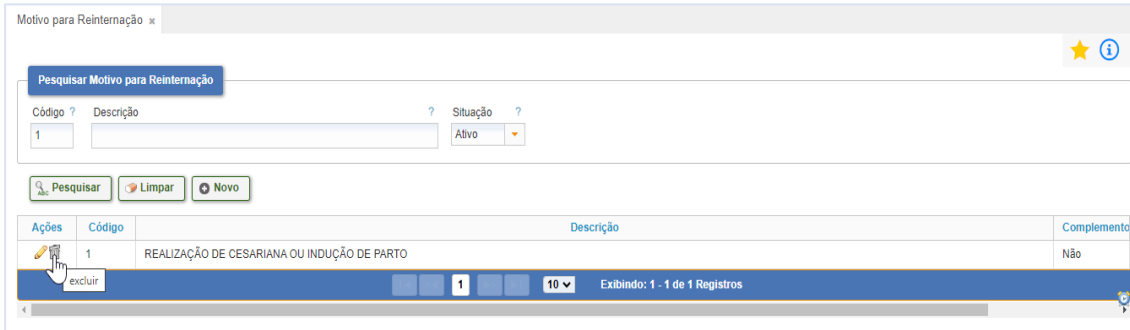 Motivo para Reinternação ×
Pesquisar Motivo para Reinternação
Código ? Descrição ? Situação ?
1 Ativo
Pesquisar Limpar Novo
Ações Código Descrição Complemento
1 REALIZAÇÃO DE CESARIANA OU INDUÇÃO DE PARTO Não
excluir
1 10 Exibindo: 1 - 1 de 1 Registros